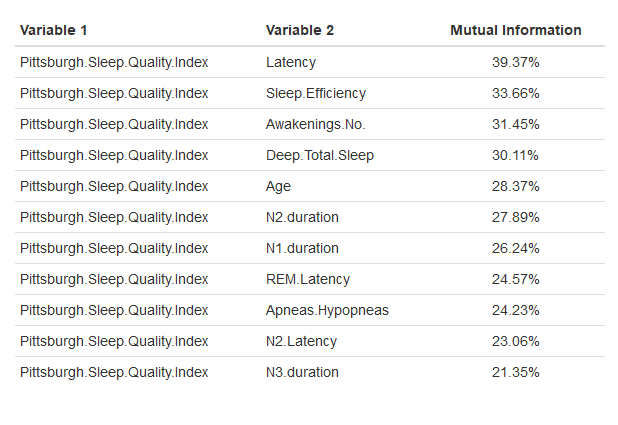 Variable 1 Variable 2 Mutual Information
Pittsburgh.Sleep.Quality.Index Latency 39.37%
Pittsburgh.Sleep.Quality.Index Sleep.Efficiency 33.66%
Pittsburgh.Sleep.Quality.Index Awakenings.No. 31.45%
Pittsburgh.Sleep.Quality.Index Deep.Total.Sleep 30.11%
Pittsburgh.Sleep.Quality.Index Age 28.37%
Pittsburgh.Sleep.Quality.Index N2.duration 27.89%
Pittsburgh.Sleep.Quality.Index N1.duration 26.24%
Pittsburgh.Sleep.Quality.Index REM.Latency 24.57%
Pittsburgh.Sleep.Quality.Index Apneas.Hypopneas 24.23%
Pittsburgh.Sleep.Quality.Index N2.Latency 23.06%
Pittsburgh.Sleep.Quality.Index N3.duration 21.35%